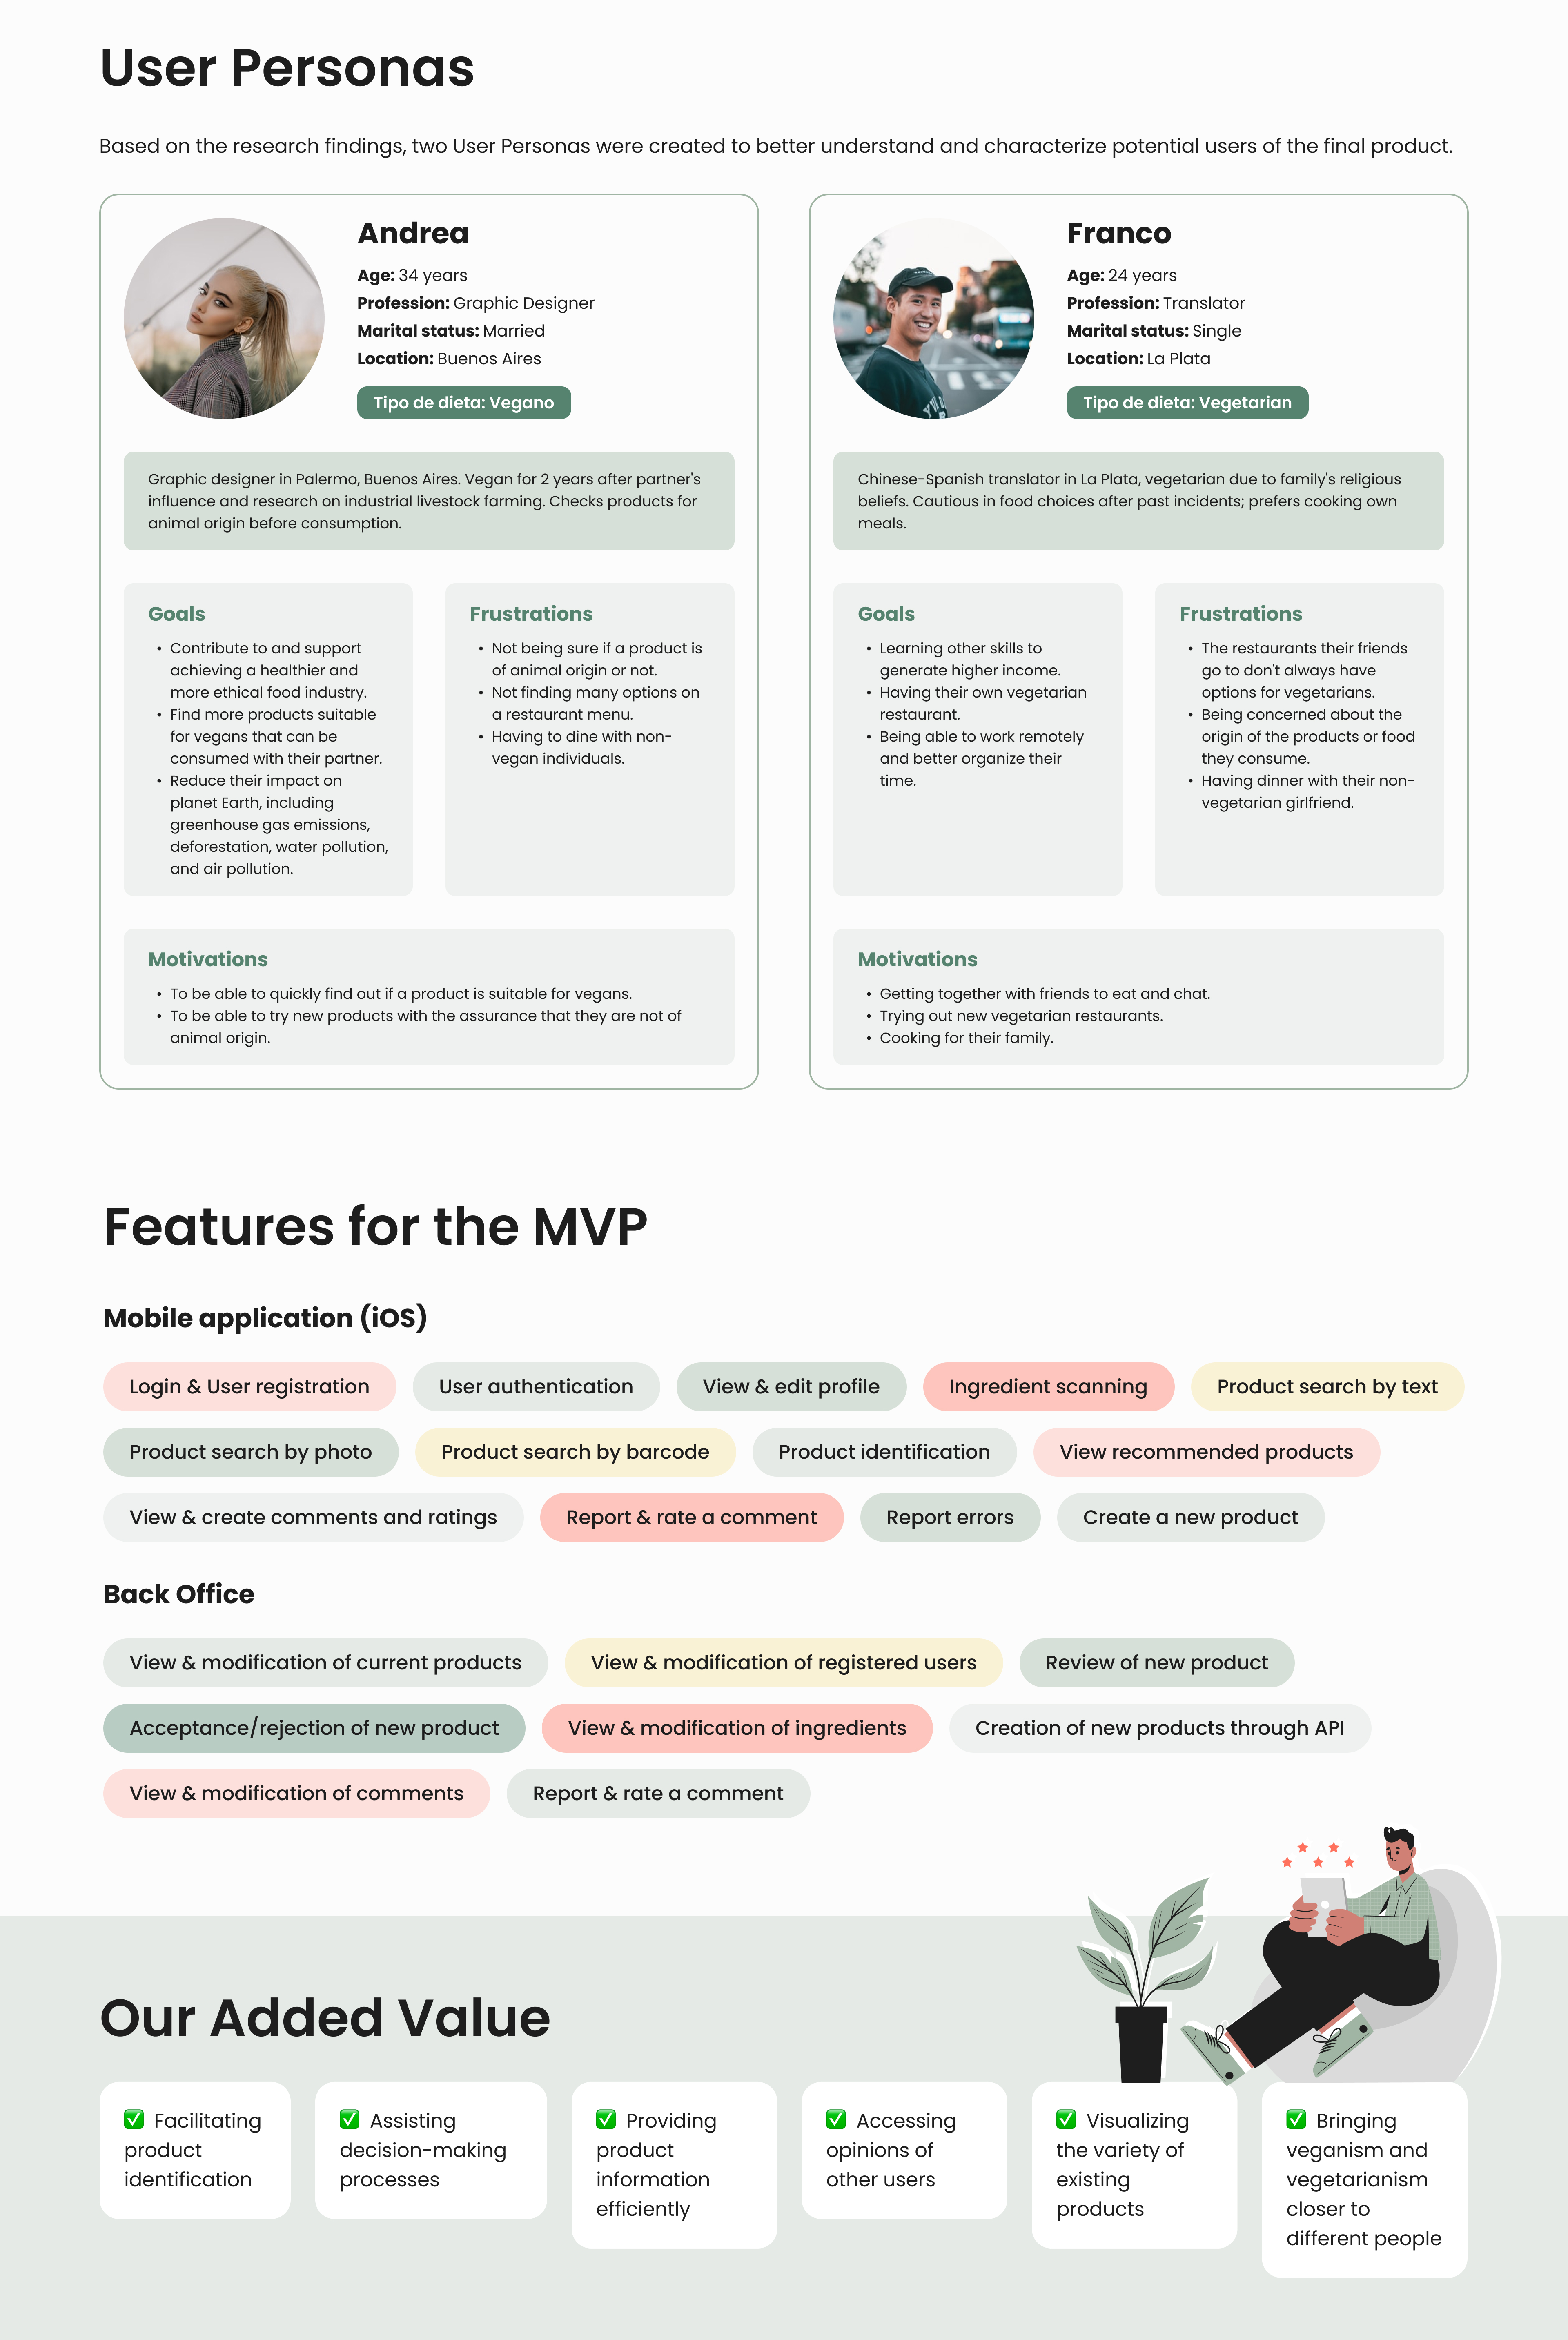 User Personas
Based on the research findings, two User Personas were created to better understand and characterize potential users of the final product.
Andrea
Age: 34 years
Profession: Graphic Designer
Marital status: Married
Location: Buenos Aires
Tipo de dieta: Vegano
Graphic designer in Palermo, Buenos Aires. Vegan for 2 years after partner's
influence and research on industrial livestock farming. Checks products for
animal origin before consumption.
Goals
• Contribute to and support
achieving a healthier and
more ethical food industry.
• Find more products suitable
for vegans that can be
consumed with their partner.
• Reduce their impact on
planet Earth, including
greenhouse gas emissions,
deforestation, water pollution,
and air pollution.
Frustrations
• Not being sure if a product is
of animal origin or not.
• Not finding many options on
a restaurant menu.
• Having to dine with non-
vegan individuals.
Motivations
• To be able to quickly find out if a product is suitable for vegans.
• To be able to try new products with the assurance that they are not of
animal origin.
Franco
Age: 24 years
Profession: Translator
Marital status: Single
Location: La Plata
Tipo de dieta: Vegetarian
Chinese-Spanish translator in La Plata, vegetarian due to family's religious
beliefs. Cautious in food choices after past incidents; prefers cooking own
meals.
Goals
• Learning other skills to
generate higher income.
• Having their own vegetarian
restaurant.
• Being able to work remotely
and better organize their
time.
Frustrations
• The restaurants their friends
go to don't always have
options for vegetarians.
• Being concerned about the
origin of the products or food
they consume.
• Having dinner with their non-
vegetarian girlfriend.
Motivations
• Getting together with friends to eat and chat.
• Trying out new vegetarian restaurants.
• Cooking for their family.
Features for the MVP
Mobile application (iOS)
Login & User registration
User authentication
View & edit profile
Ingredient scanning
Product search by text
Product search by photo
Product search by barcode
Product identification
View recommended products
View & create comments and ratings
Report & rate a comment
Report errors
Create a new product
Back Office
View & modification of current products
View & modification of registered users
Review of new product
Acceptance/rejection of new product
View & modification of ingredients
Creation of new products through API
View & modification of comments
Report & rate a comment
Our Added Value
✅ Facilitating
product
identification
✅ Assisting
decision-making
processes
✅ Providing
product
information
efficiently
✅ Accessing
opinions of
other users
✅ Visualizing
the variety of
existing
products
✅ Bringing
veganism and
vegetarianism
closer to
different people